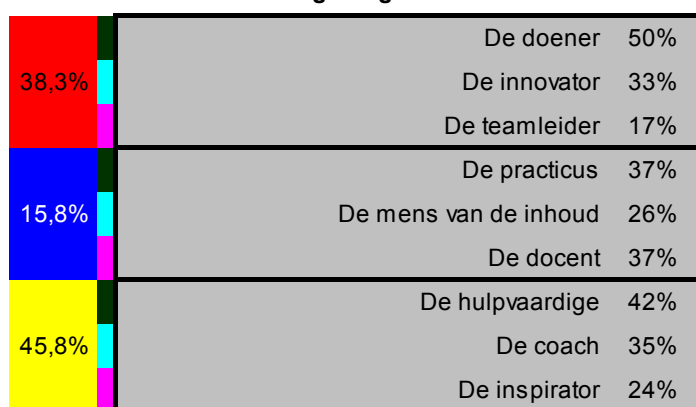 De doener 50%
38,3% De innovator 33%
De teamleider 17%
De practicus 37%
15,8% De mens van de inhoud 26%
De docent 37%
De hulpvaardige 42%
45,8% De coach 35%
De inspirator 24%